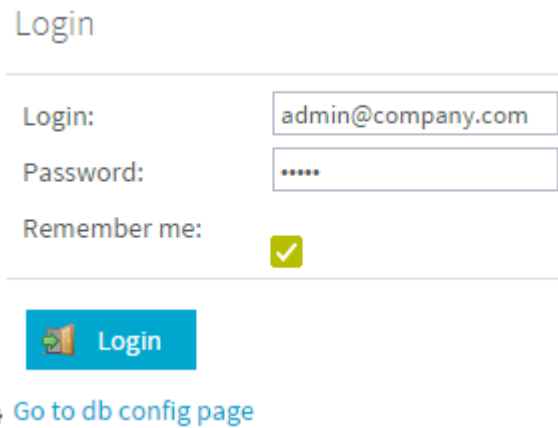 Login
Login: admin@company.com
Password: •••••
Remember me:
Login
Go to db config page